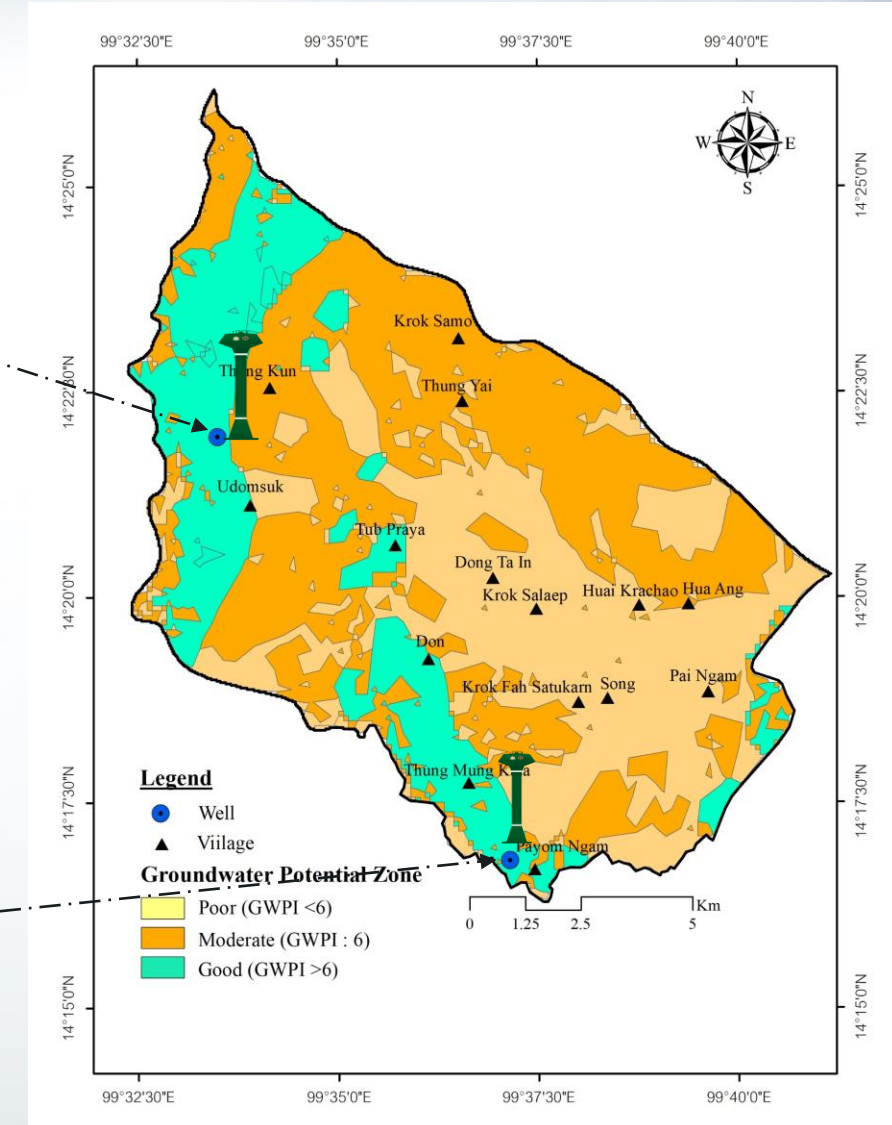 99°32'30"E 99°35'0"E 99°37'30"E 99°40'0"E
N
W E
S
14°25'0"N 14°25'0"N
Krok Samo
14°22'30"N 14°22'30"N
Thung Kun
Thung Yai
Udomsuk
Tub Praya
Dong Ta In
14°20'0"N 14°20'0"N
Krok Salaep Huai Krachao Hua Ang
Don
Krok Fah Satukarn Song Pai Ngam
Thung Mung Kha
14°17'30"N 14°17'30"N
Legend
Well
Viilage
Payom Ngam
Groundwater Potential Zone
Poor (GWPI <6)
Moderate (GWPI : 6)
Good (GWPI >6)
Km
0 1.25 2.5 5
14°15'0"N 14°15'0"N
99°32'30"E 99°35'0"E 99°37'30"E 99°40'0"E